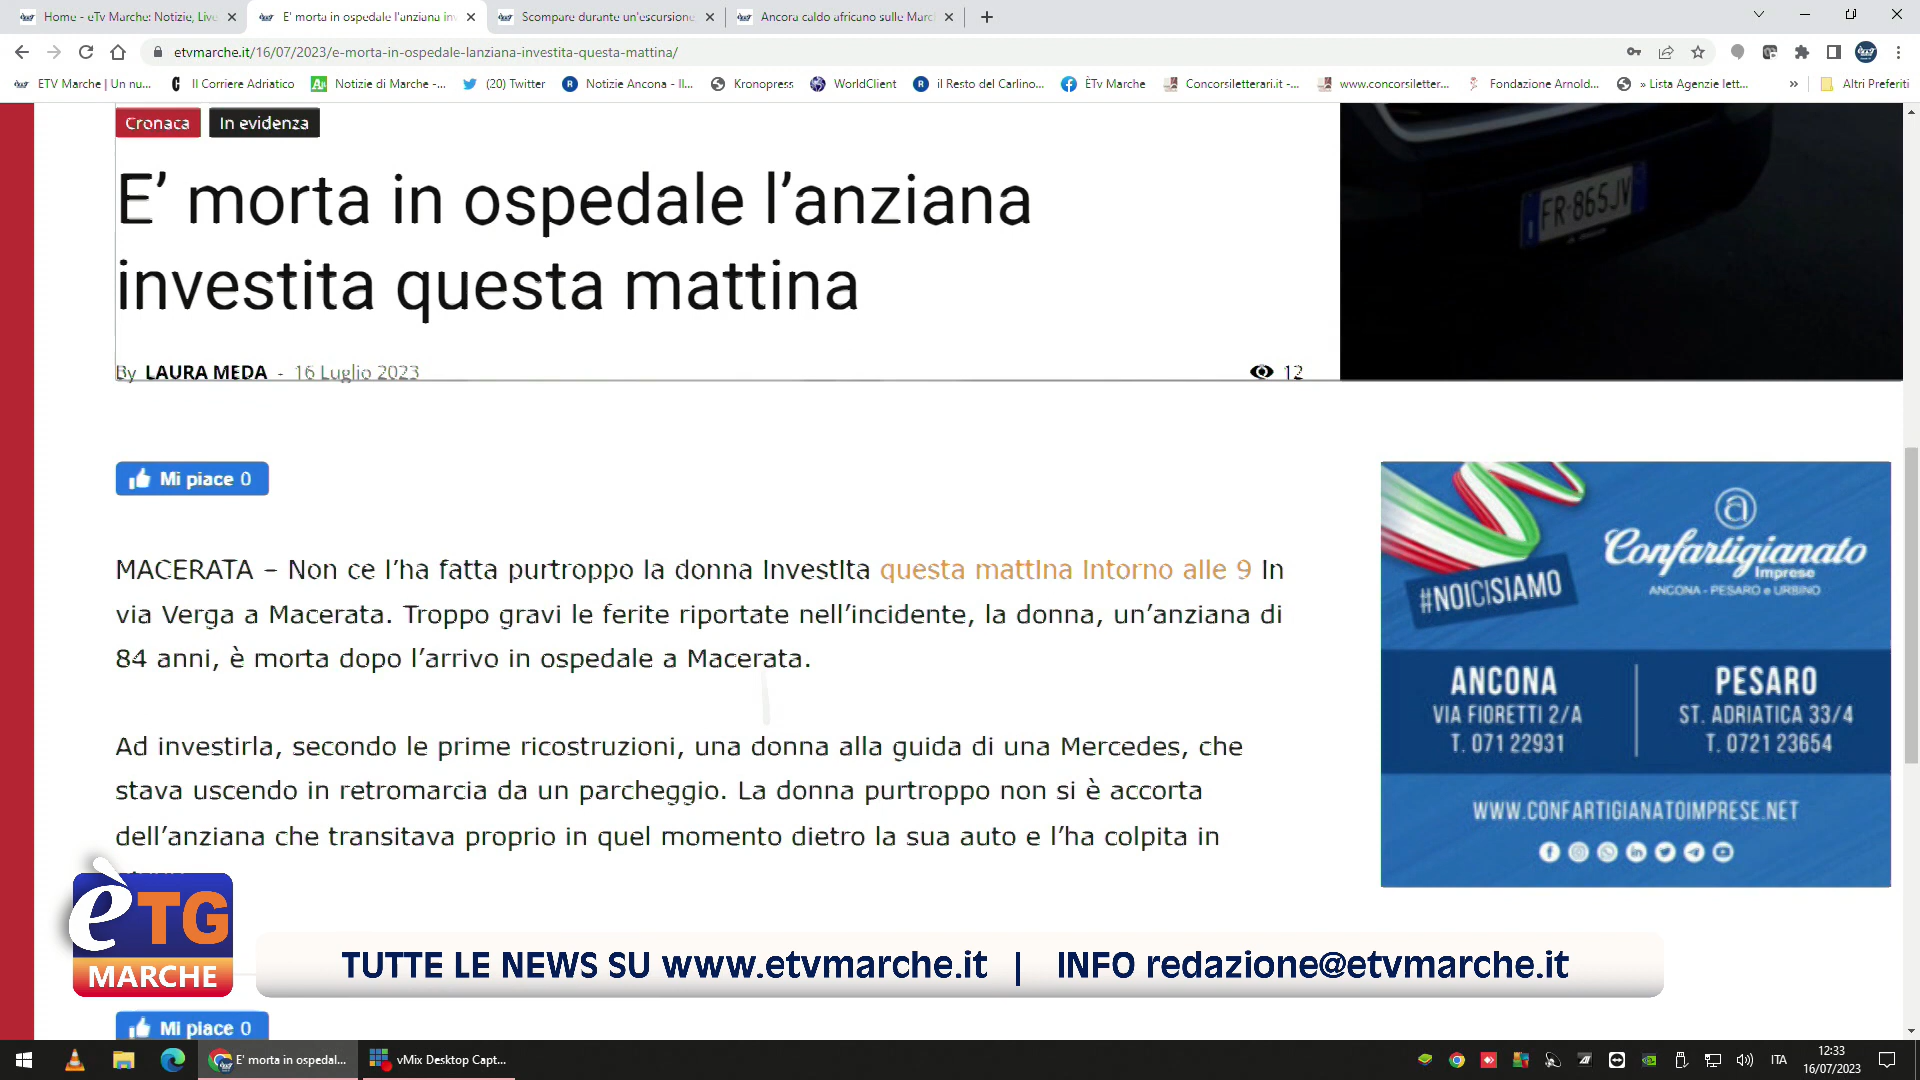 Home - eTv Marche: Notizie, Live
E' morta in ospedale l'anziana inv
Scompare durante un'escursione
Ancora caldo africano sulle Marc
etvmarche.it/16/07/2023/e-morta-in-ospedale-lanziana-investita-questa-mattina/
ETV Marche | Un nu...
Il Corriere Adriatico
Notizie di Marche -...
(20) Twitter
Notizie Ancona - Il...
Kronopress
WorldClient
il Resto del Carlino...
ÈTv Marche
Concorsiletterari.it -...
www.concorsiletter...
Fondazione Arnold...
» Lista Agenzie lett...
»
Altri Preferiti
Cronaca
In evidenza
FR 865JV
E’ morta in ospedale l’anziana
investita questa mattina
By LAURA MEDA - 16 Luglio 2023
12
Mi piace 0
MACERATA – Non ce l’ha fatta purtroppo la donna investita questa mattina intorno alle 9 in
via Verga a Macerata. Troppo gravi le ferite riportate nell’incidente, la donna, un’anziana di
84 anni, è morta dopo l’arrivo in ospedale a Macerata.
Ad investirla, secondo le prime ricostruzioni, una donna alla guida di una Mercedes, che
stava uscendo in retromarcia da un parcheggio. La donna purtroppo non si è accorta
dell’anziana che transitava proprio in quel momento dietro la sua auto e l’ha colpita in
Confartigianato
Imprese
ANCONA - PESARO e URBINO
#NOICISIAMO
ANCONA
VIA FIORETTI 2/A
T. 071 22931
PESARO
ST. ADRIATICA 33/4
T. 0721 23654
WWW.CONFARTIGIANATOIMPRESE.NET
èTG
MARCHE
TUTTE LE NEWS SU www.etvmarche.it | INFO redazione@etvmarche.it
Mi piace 0
E' morta in ospedal...
vMix Desktop Capt...
ITA
12:33
16/07/2023